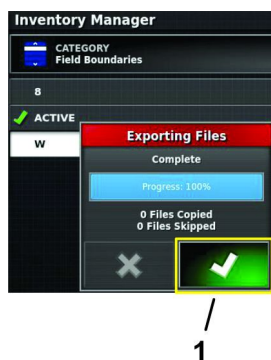 Inventory Manager
CATEGORY
Field Boundaries
8
ACTIVE
W
Exporting Files
Complete
Progress: 100%
0 Files Copied
0 Files Skipped
1